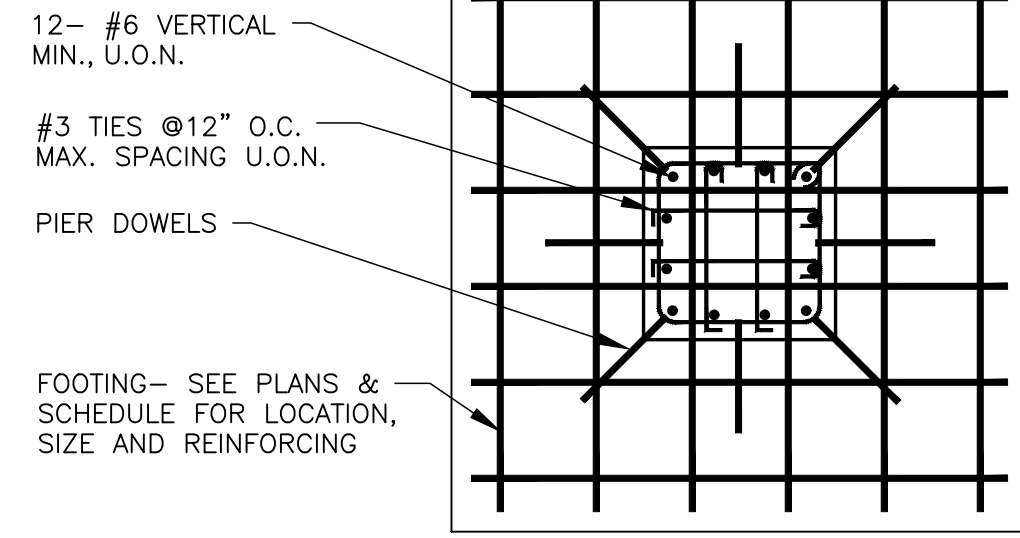 12– #6 VERTICAL
MIN., U.O.N.
#3 TIES @12" O.C.
MAX. SPACING U.O.N.
PIER DOWELS
FOOTING– SEE PLANS &
SCHEDULE FOR LOCATION,
SIZE AND REINFORCING